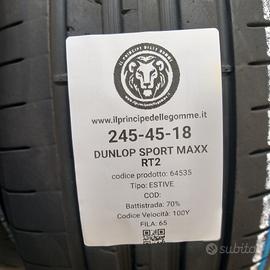 IL PRINCIPE DELLE GOMME
www.ilprincipedellegomme.it
245-45-18
DUNLOP SPORT MAXX
RT2
codice prodotto: 64535
Tipo: ESTIVE
COD:
Battistrada: 70%
Codice Velocità: 100Y
FILA: 65
subito